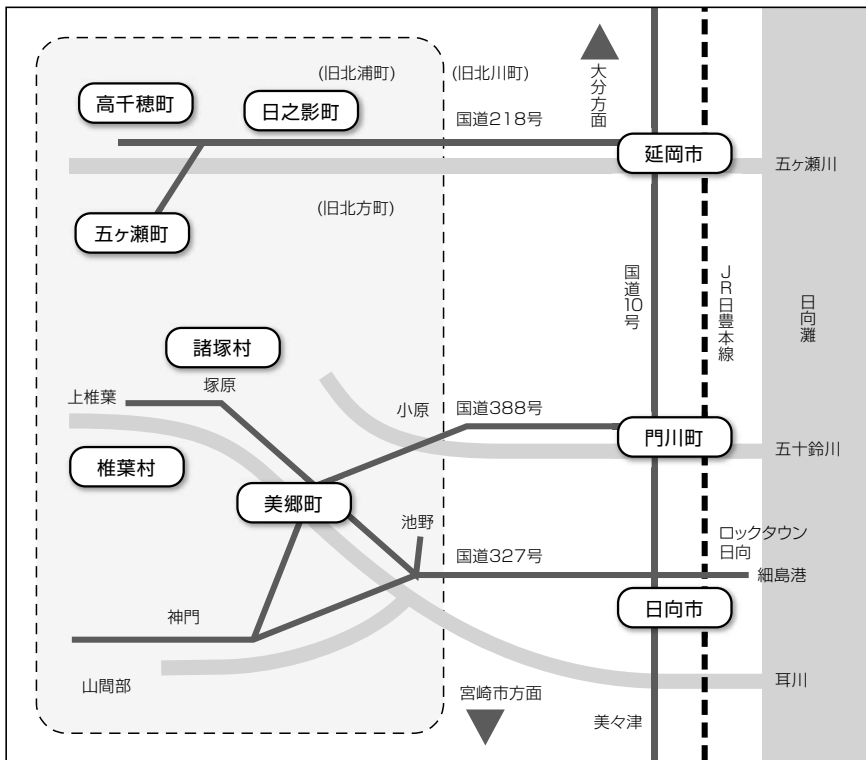 大分方面
(旧北浦町)
(旧北川町)
高千穂町
日之影町
国道218号
延岡市
五ヶ瀬川
(旧北方町)
五ヶ瀬町
国道10号
JR日豊本線
日向灘
諸塚村
塚原
上椎葉
小原
国道388号
門川町
五十鈴川
椎葉村
美郷町
池野
国道327号
ロックタウン
日向
細島港
日向市
神門
山間部
耳川
宮崎市方面
美々津